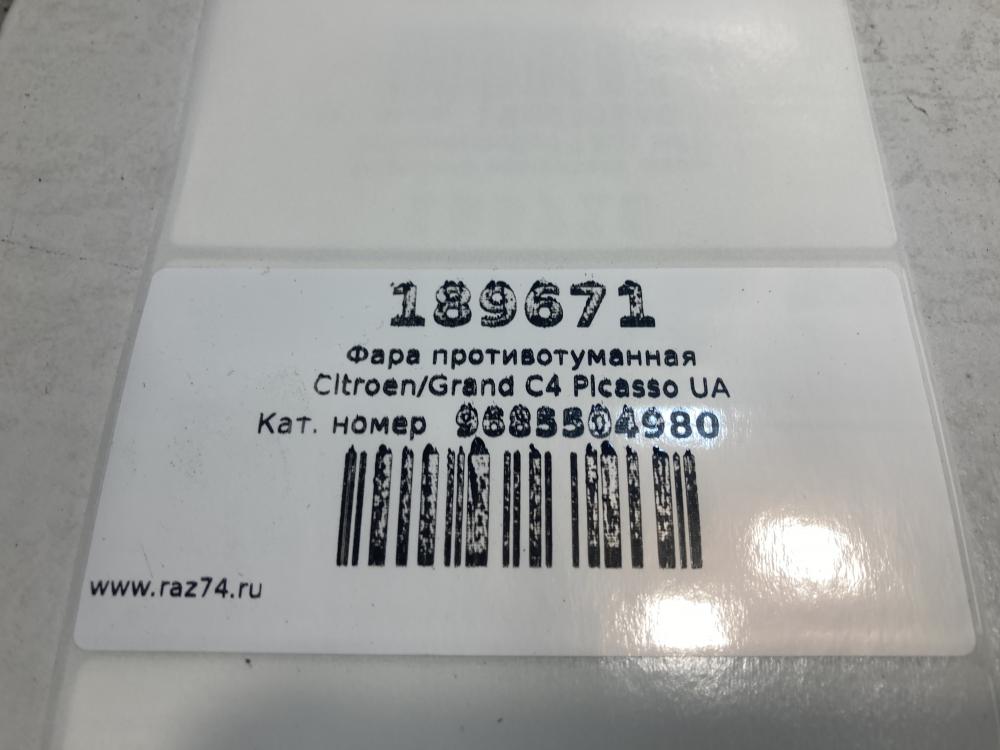 189671
Фара противотуманная
Citroen/Grand C4 Picasso UA
Кат. номер 9685504980
www.raz74.ru